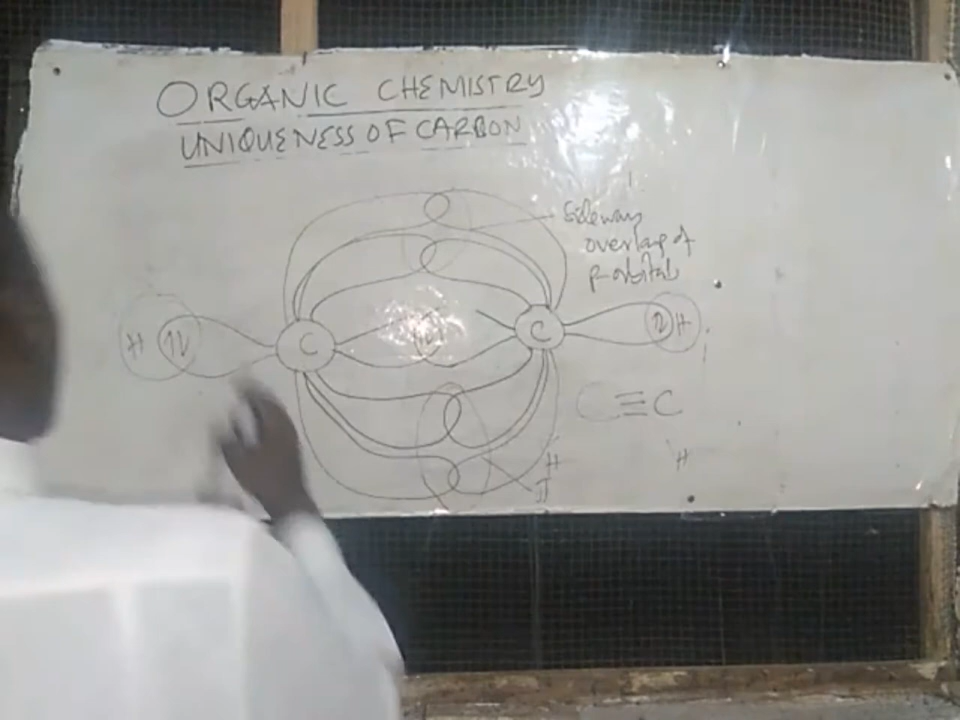 ORGANIC CHEMISTRY
UNIQUENESS OF CARBON
Sideway
overlap of
p-orbitals
H
C
C
H
C≡C
H
H
π